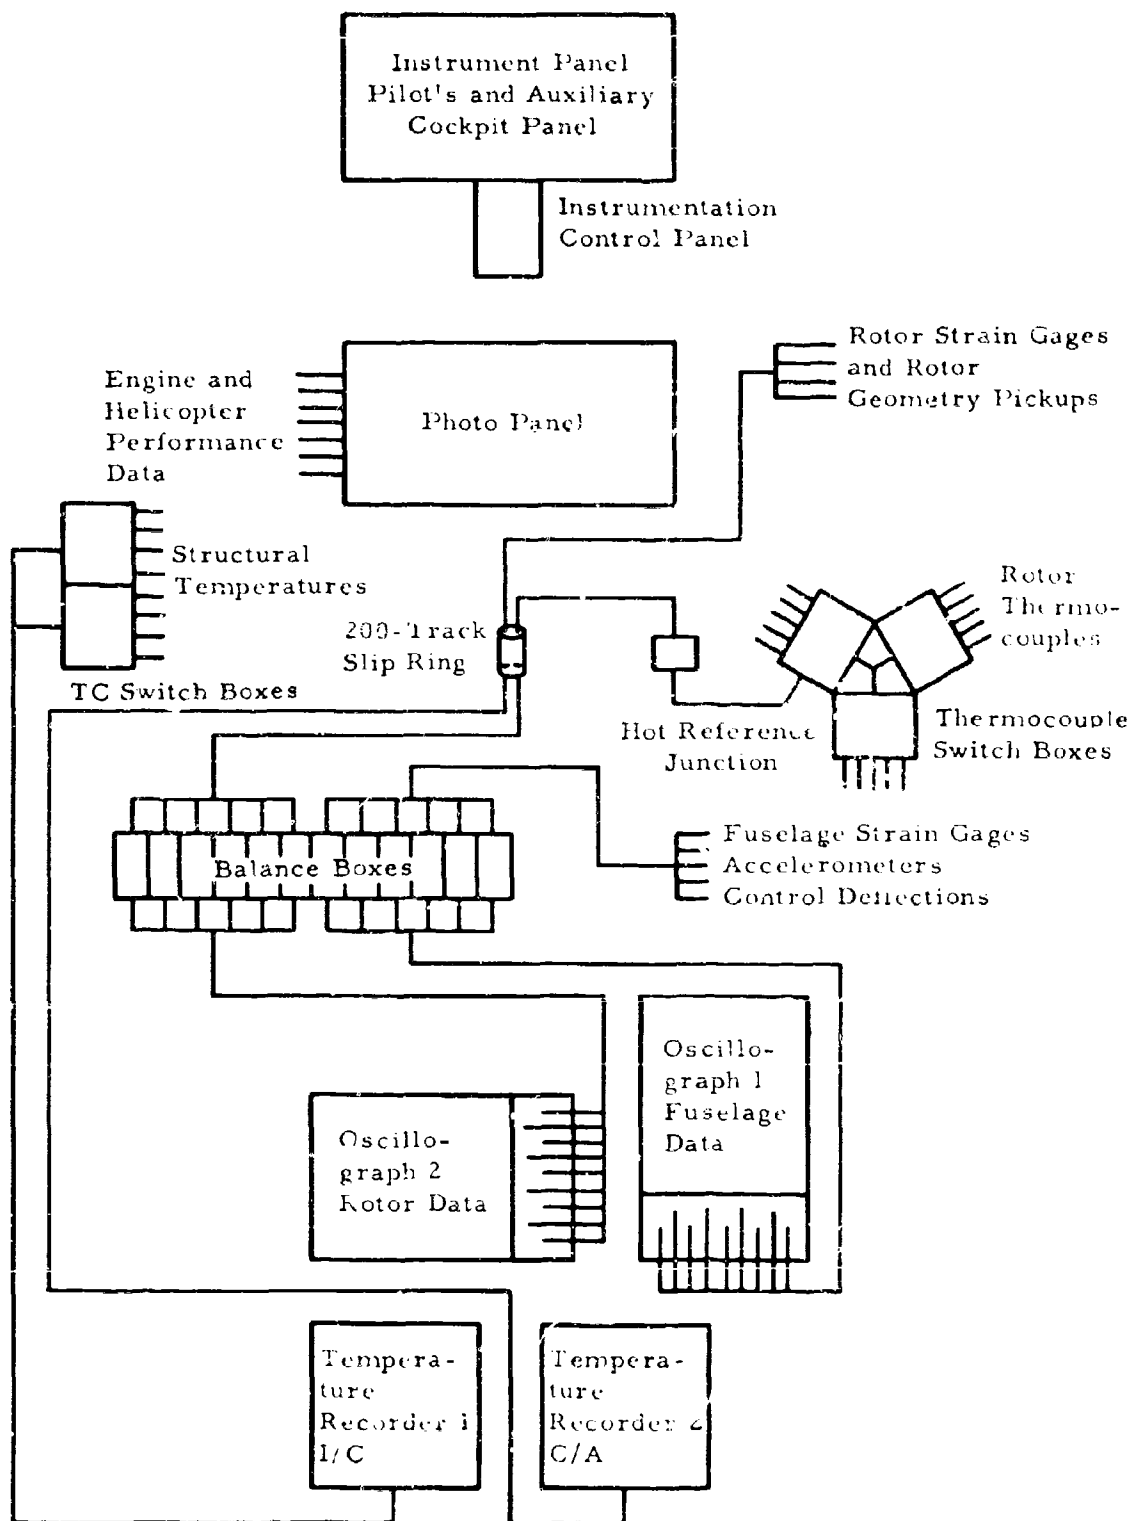 Instrument Panel
Pilot's and Auxiliary
Cockpit Panel
Instrumentation
Control Panel
Rotor Strain Gages
and Rotor
Geometry Pickups
Engine and
Helicopter
Performance
Data
Photo Panel
Structural
Temperatures
TC Switch Boxes
200-Track
Slip Ring
Rotor
Thermo-
couples
Hot Reference
Junction
Thermocouple
Switch Boxes
Balance Boxes
Fuselage Strain Gages
Accelerometers
Control Deflections
Oscillo-
graph 1
Fuselage
Data
Oscillo-
graph 2
Rotor Data
Tempera-
ture
Recorder 1
I/C
Tempera-
ture
Recorder 2
C/A